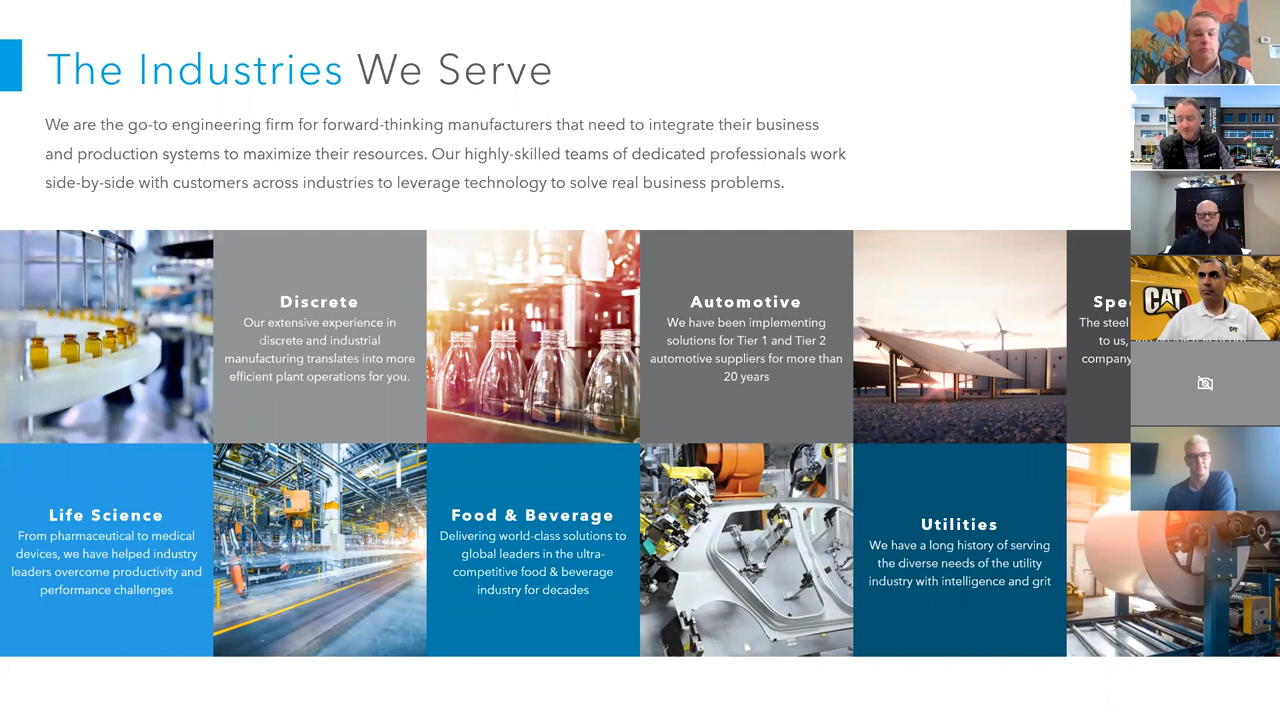 The Industries We Serve
We are the go-to engineering firm for forward-thinking manufacturers that need to integrate their business
and production systems to maximize their resources. Our highly-skilled teams of dedicated professionals work
side-by-side with customers across industries to leverage technology to solve real business problems.
Discrete
Our extensive experience in
discrete and industrial
manufacturing translates into more
efficient plant operations for you.
Automotive
We have been implementing
solutions for Tier 1 and Tier 2
automotive suppliers for more than
20 years
The steel
to us,
company
CAT
Life Science
From pharmaceutical to medical
devices, we have helped industry
leaders overcome productivity and
performance challenges
Food & Beverage
Delivering world-class solutions to
global leaders in the ultra-
competitive food & beverage
industry for decades
Utilities
We have a long history of serving
the diverse needs of the utility
industry with intelligence and grit